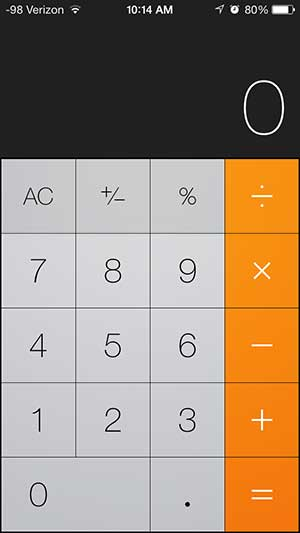 -98 Verizon 10:14 AM 80%
0
AC +/− % ÷
7 8 9 ×
4 5 6 −
1 2 3 +
0 . =